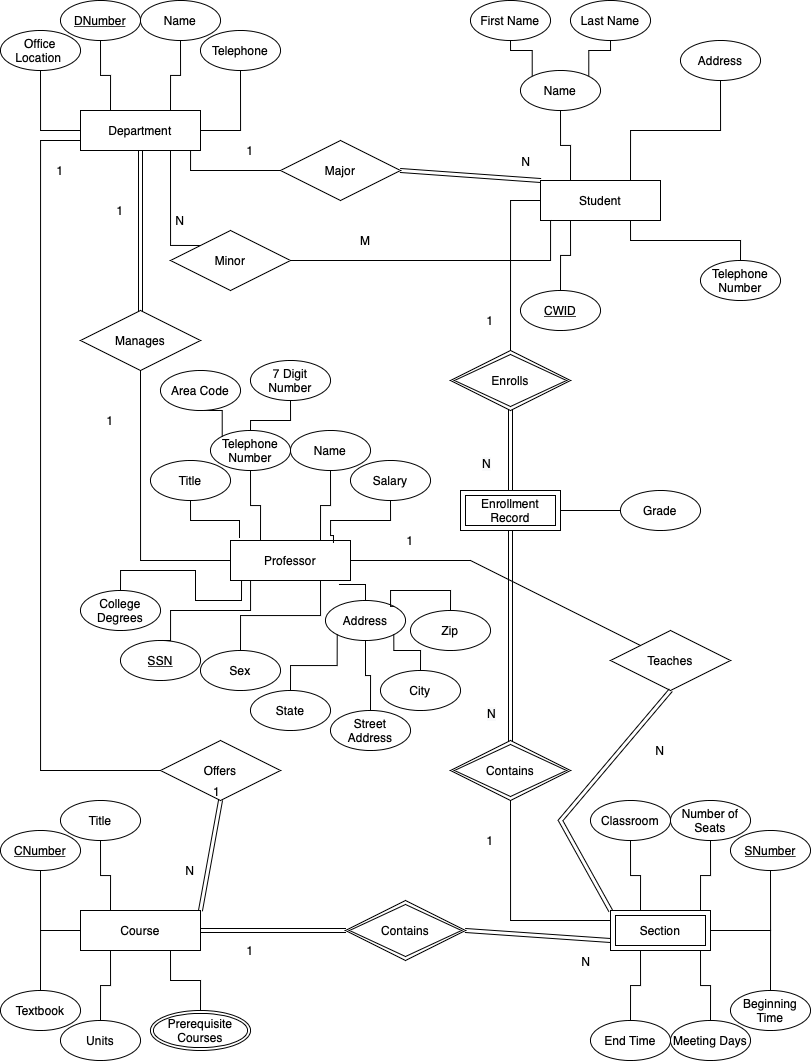 First Name
Last Name
DNumber
Name
Office
Location
Telephone
Address
Name
Department
1
N
Major
1
Student
1
N
M
Minor
Telephone
Number
CWID
1
Manages
7 Digit
Number
Area Code
Enrolls
1
Telephone
Number
Name
N
Title
Salary
Enrollment
Record
Grade
1
Professor
College
Degrees
Address
Zip
SSN
Sex
Teaches
City
State
N
Street
Address
N
Offers
Contains
1
Title
Classroom
Number of
Seats
CNumber
1
SNumber
N
Course
Contains
Section
1
N
Textbook
Beginning
Time
Prerequisite
Courses
Units
End Time
Meeting Days